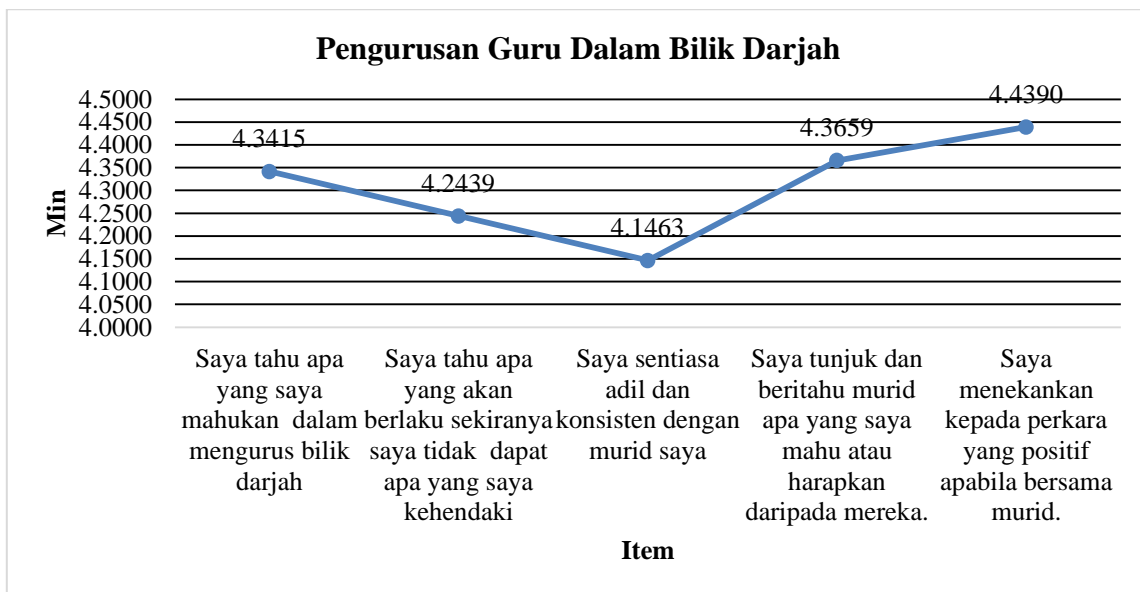 Pengurusan Guru Dalam Bilik Darjah
4.5000
4.4500
4.4000
4.3500
4.3000
4.2500
4.2000
4.1500
4.1000
4.0500
4.0000
Min
4.3415
4.2439
4.1463
4.3659
4.4390
Saya tahu apa
yang saya
mahukan dalam
mengurus bilik
darjah
Saya tahu apa
yang akan
berlaku sekiranya
saya tidak dapat
apa yang saya
kehendaki
Saya sentiasa
adil dan
konsisten dengan
murid saya
Saya tunjuk dan
beritahu murid
apa yang saya
mahu atau
harapkan
daripada mereka.
Saya
menekankan
kepada perkara
yang positif
apabila bersama
murid.
Item